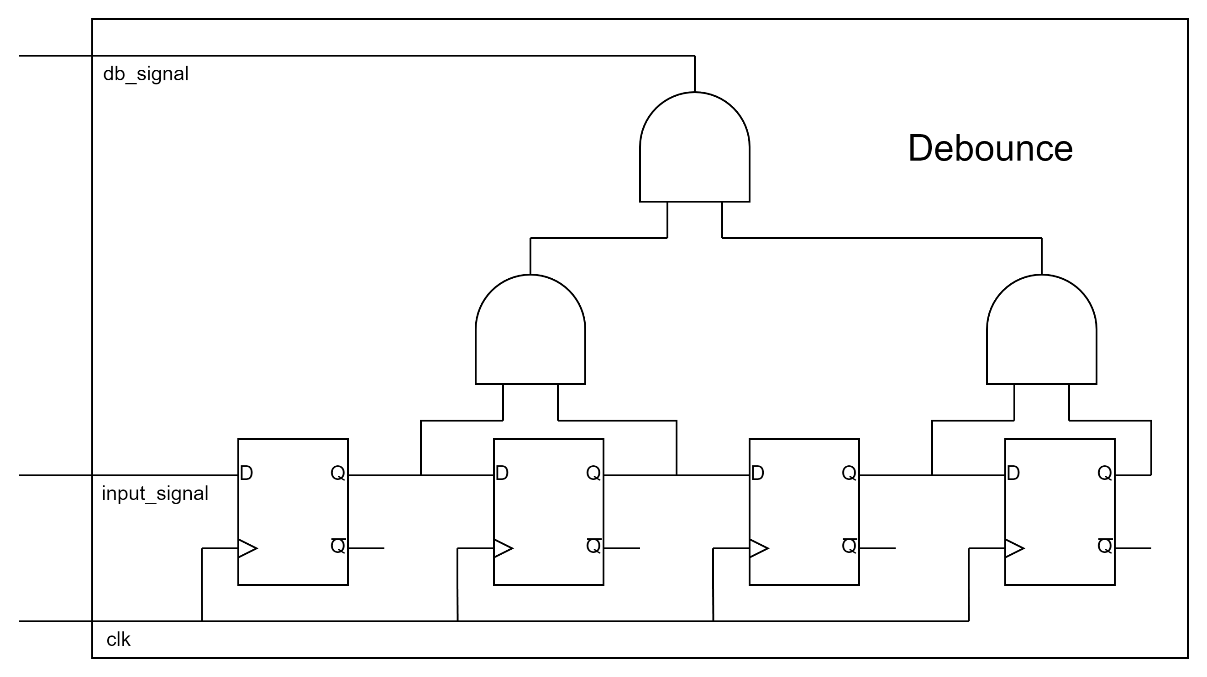 db_signal
Debounce
D Q D Q D Q D Q
input_signal
Q̅ Q̅ Q̅ Q̅
clk